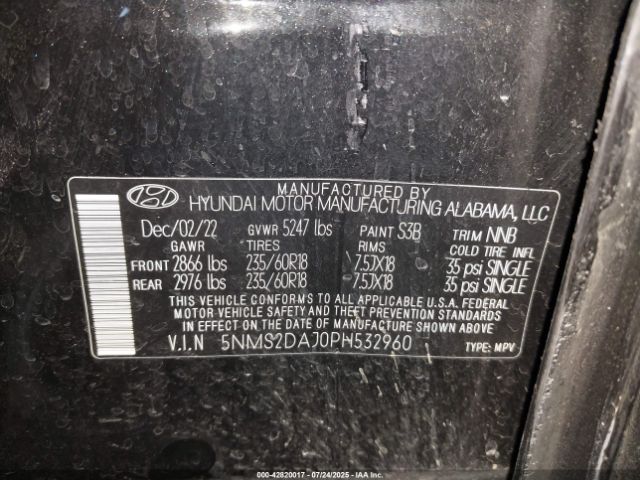 MANUFACTURED BY
HYUNDAI MOTOR MANUFACTURING ALABAMA, LLC
Dec/02/22 GVWR 5247 lbs PAINT S3B TRIM NNB
GAWR TIRES RIMS COLD TIRE INFL
FRONT 2866 lbs 235/60R18 7.5JX18 35 psi SINGLE
REAR 2976 lbs 235/60R18 7.5JX18 35 psi SINGLE
THIS VEHICLE CONFORMS TO ALL APPLICABLE U.S.A. FEDERAL
MOTOR VEHICLE SAFETY AND THEFT PREVENTION STANDARDS
IN EFFECT ON THE DATE OF MANUFACTURE SHOWN ABOVE.
V.I.N 5NMS2DAJ0PH532960 TYPE: MPV
000-42820017 - 07/24/2025 - IAAI.COM